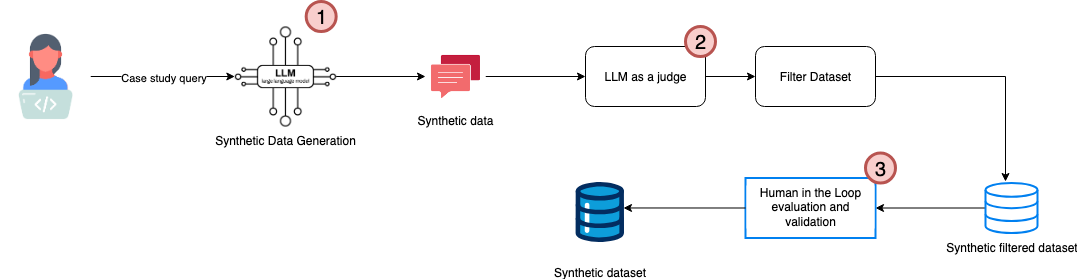 1
2
Case study query
LLM
large language model
</>
Synthetic Data Generation
Synthetic data
LLM as a judge
Filter Dataset
3
Human in the Loop
evaluation and
validation
Synthetic filtered dataset
Synthetic dataset